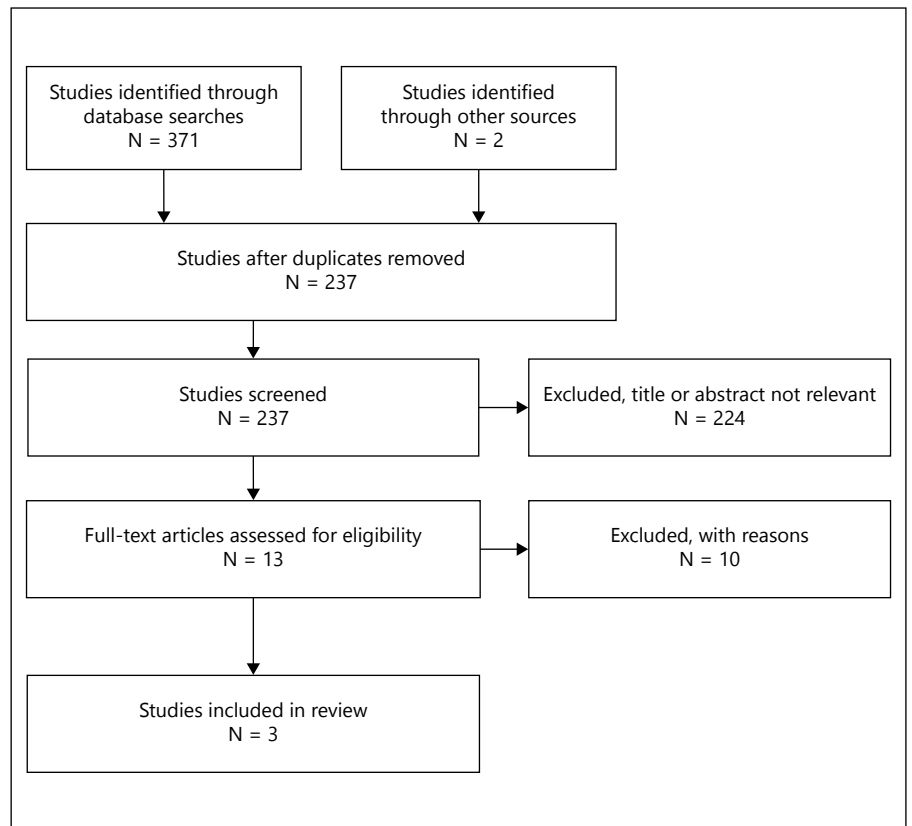 Studies identified through
database searches
N = 371
Studies identified
through other sources
N = 2
Studies after duplicates removed
N = 237
Studies screened
N = 237
Excluded, title or abstract not relevant
N = 224
Full-text articles assessed for eligibility
N = 13
Excluded, with reasons
N = 10
Studies included in review
N = 3